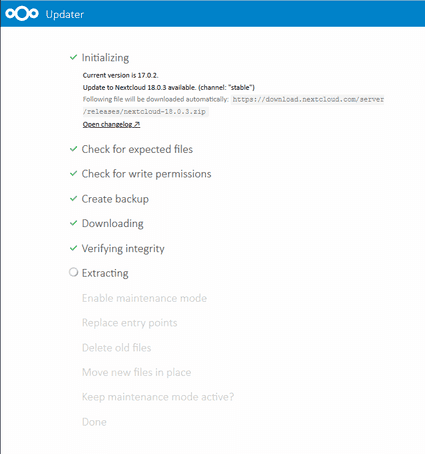 Updater
Initializing
Current version is 17.0.2.
Update to Nextcloud 18.0.3 available. (channel: "stable")
Following file will be downloaded automatically: https://download.nextcloud.com/server
/releases/nextcloud-18.0.3.zip
Open changelog ↗
Check for expected files
Check for write permissions
Create backup
Downloading
Verifying integrity
Extracting
Enable maintenance mode
Replace entry points
Delete old files
Move new files in place
Keep maintenance mode active?
Done